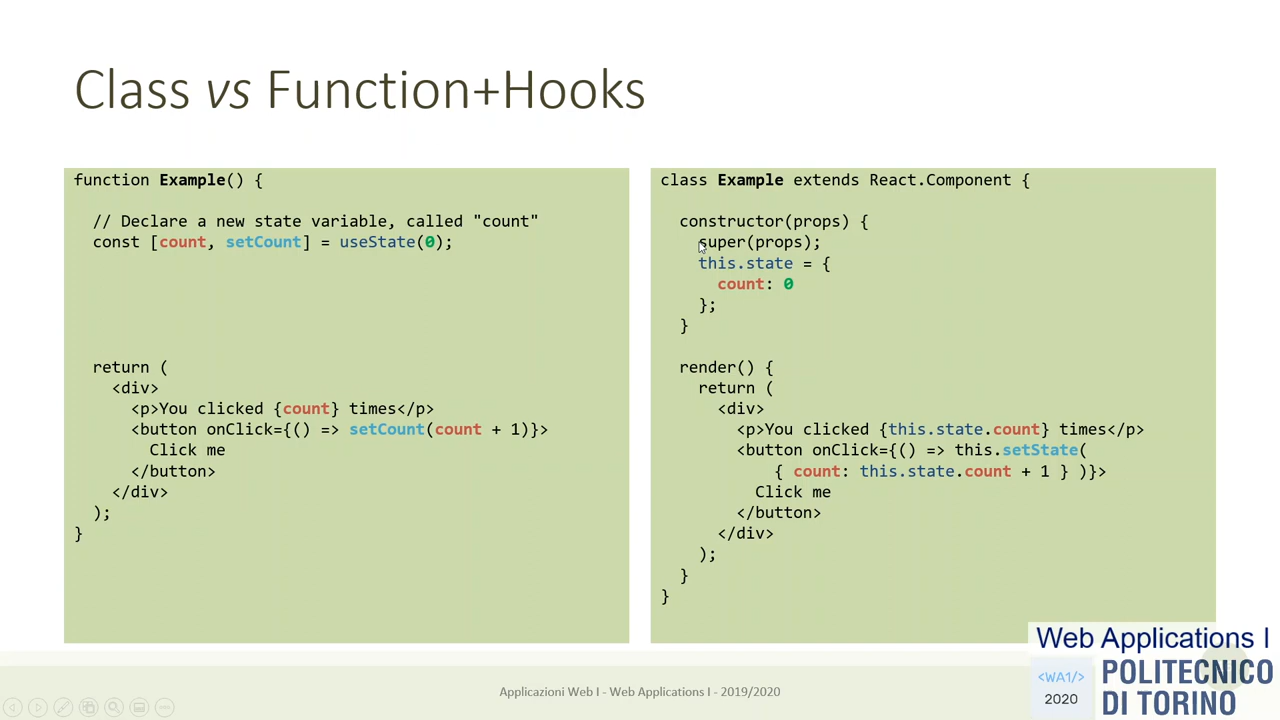 Class vs Function+Hooks
function Example() {
// Declare a new state variable, called "count"
const [count, setCount] = useState(0);
return (
<div>
<p>You clicked {count} times</p>
<button onClick={() => setCount(count + 1)}>
Click me
</button>
</div>
);
}
class Example extends React.Component {
constructor(props) {
super(props);
this.state = {
count: 0
};
}
render() {
return (
<div>
<p>You clicked {this.state.count} times</p>
<button onClick={() => this.setState(
{ count: this.state.count + 1 } )}>
Click me
</button>
</div>
);
}
}
Applicazioni Web I - Web Applications I - 2019/2020
Web Applications I
<WA1/>
2020
POLITECNICO
DI TORINO